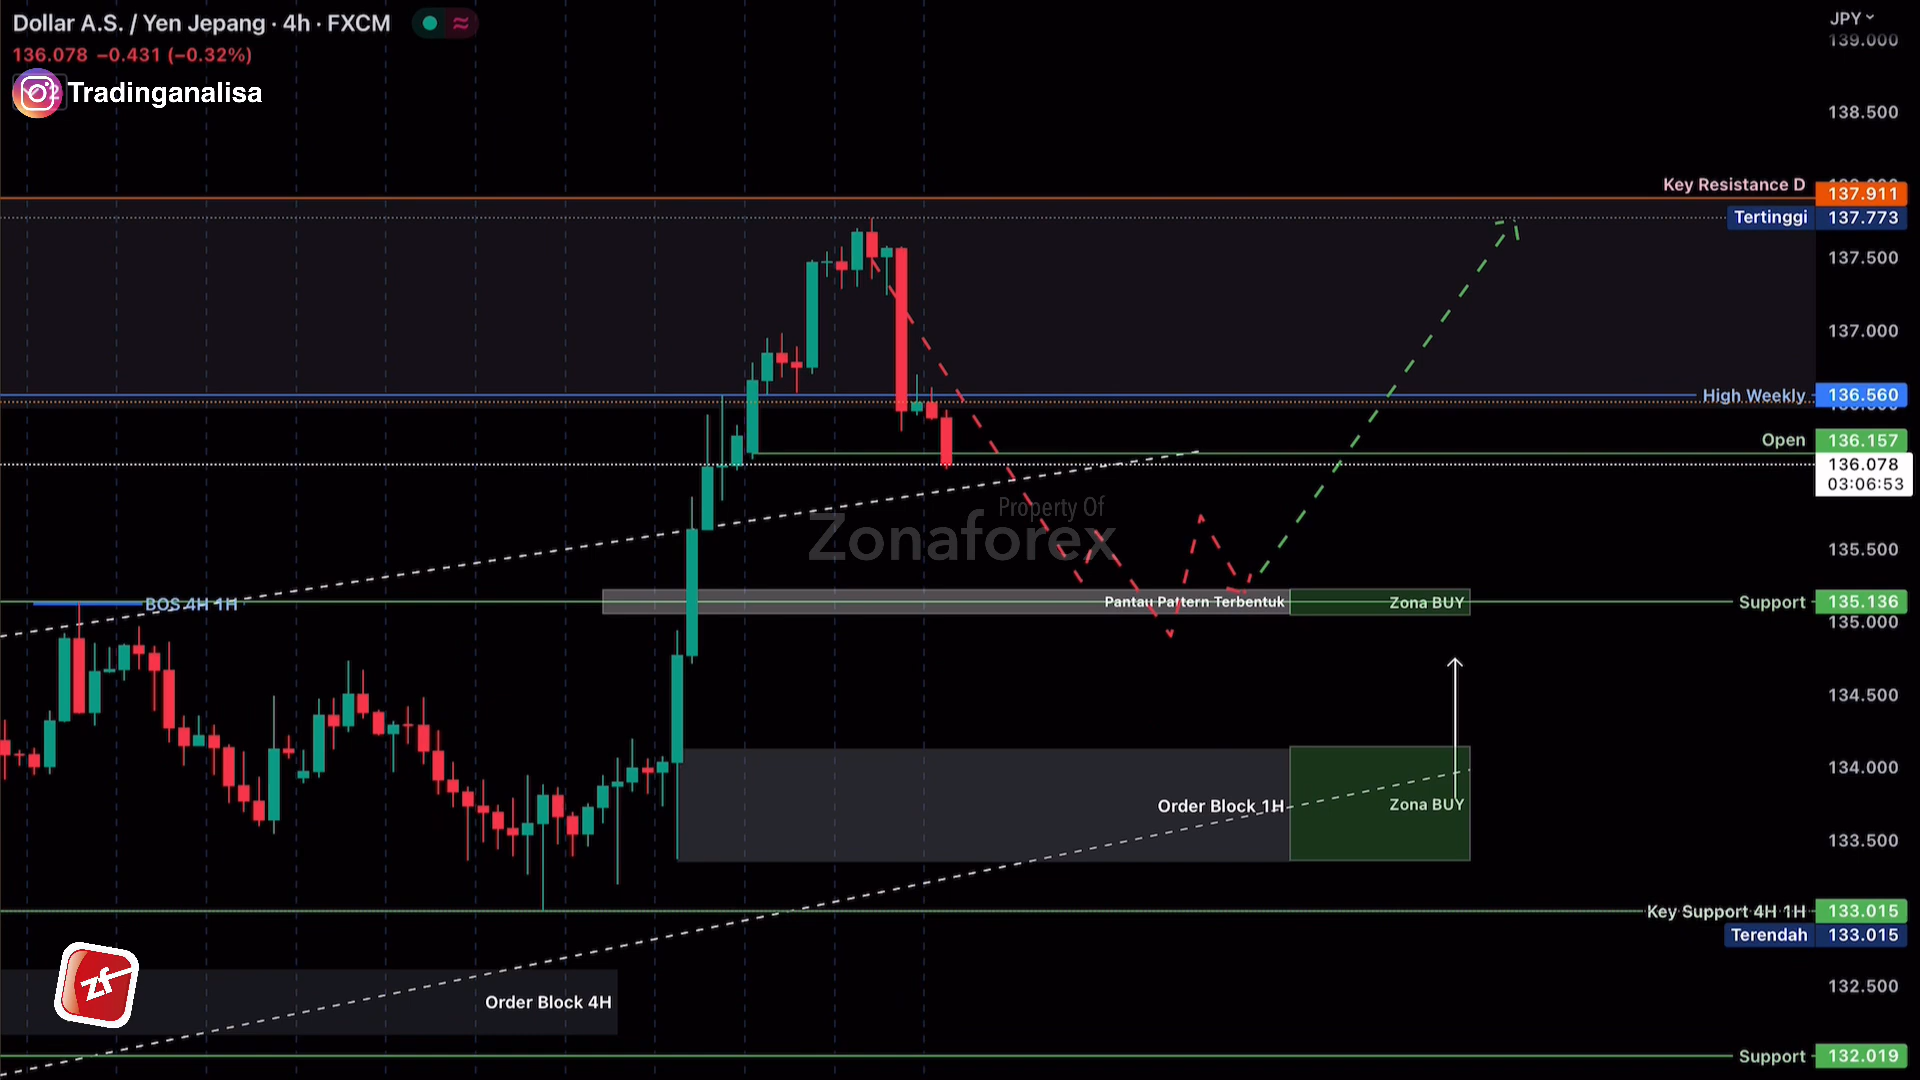 Dollar A.S. / Yen Jepang · 4h · FXCM
JPY
136.078 −0.431 (−0.32%)
139.000
Tradinganalisa
138.500
Key Resistance D 137.911
Tertinggi 137.773
137.500
137.000
High Weekly 136.560
Open 136.157
136.078
03:06:53
Property Of
Zonaforex
135.500
BOS 4H 1H
Pantau Pattern Terbentuk
Zona BUY
Support 135.136
135.000
134.500
134.000
Order Block 1H
Zona BUY
133.500
Key Support 4H 1H 133.015
Terendah 133.015
zf
Order Block 4H
132.500
Support 132.019